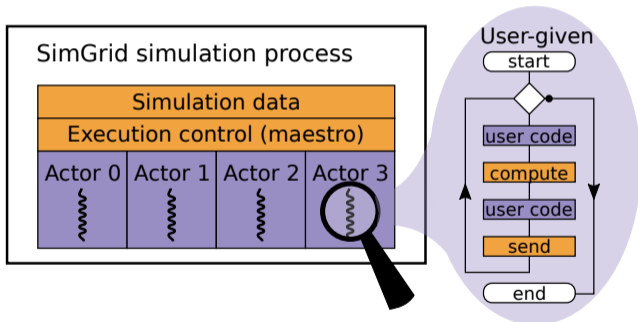 SimGrid simulation process
Simulation data
Execution control (maestro)
Actor 0
Actor 1
Actor 2
Actor 3
User-given
start
user code
compute
user code
send
end